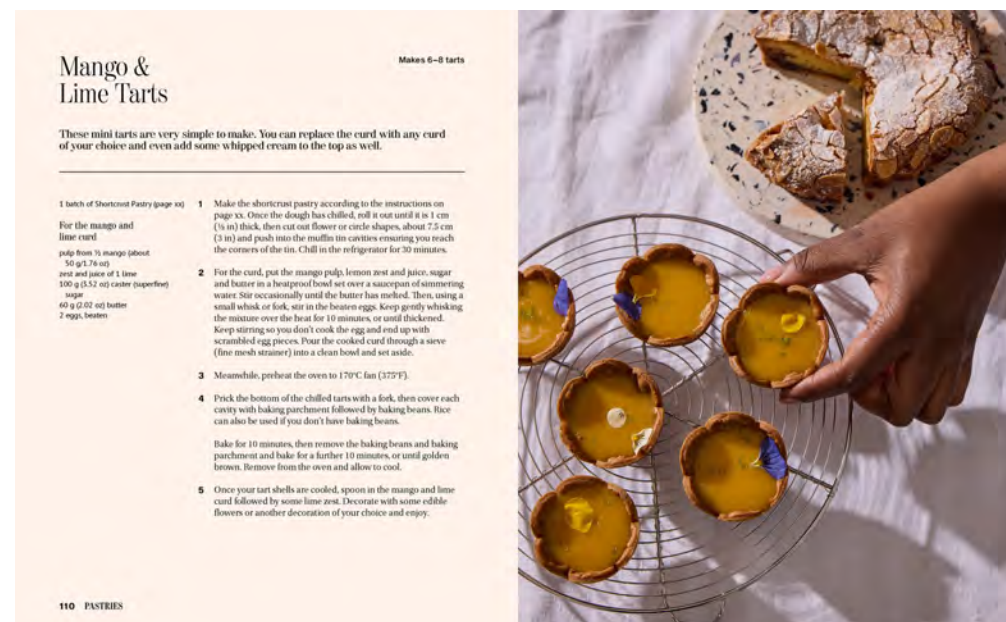 Mango &
Lime Tarts
Makes 6–8 tarts
These mini tarts are very simple to make. You can replace the curd with any curd
of your choice and even add some whipped cream to the top as well.
1 batch of Shortcrust Pastry (page xx)
For the mango and
lime curd
pulp from ½ mango (about
50 g/1.76 oz)
zest and juice of 1 lime
100 g (3.52 oz) caster (superfine)
sugar
60 g (2.02 oz) butter
2 eggs, beaten
1 Make the shortcrust pastry according to the instructions on
page xx. Once the dough has chilled, roll it out until it is 1 cm
(½ in) thick, then cut out flower or circle shapes, about 7.5 cm
(3 in) and push into the muffin tin cavities ensuring you reach
the corners of the tin. Chill in the refrigerator for 30 minutes.
2 For the curd, put the mango pulp, lemon zest and juice, sugar
and butter in a heatproof bowl set over a saucepan of simmering
water. Stir occasionally until the butter has melted. Then, using a
small whisk or fork, stir in the beaten eggs. Keep gently whisking
the mixture over the heat for 10 minutes, or until thickened.
Keep stirring so you don't cook the egg and end up with
scrambled egg pieces. Pour the cooked curd through a sieve
(fine mesh strainer) into a clean bowl and set aside.
3 Meanwhile, preheat the oven to 170°C fan (375°F).
4 Prick the bottom of the chilled tarts with a fork, then cover each
cavity with baking parchment followed by baking beans. Rice
can also be used if you don't have baking beans.
Bake for 10 minutes, then remove the baking beans and baking
parchment and bake for a further 10 minutes, or until golden
brown. Remove from the oven and allow to cool.
5 Once your tart shells are cooled, spoon in the mango and lime
curd followed by some lime zest. Decorate with some edible
flowers or another decoration of your choice and enjoy.
110 PASTRIES